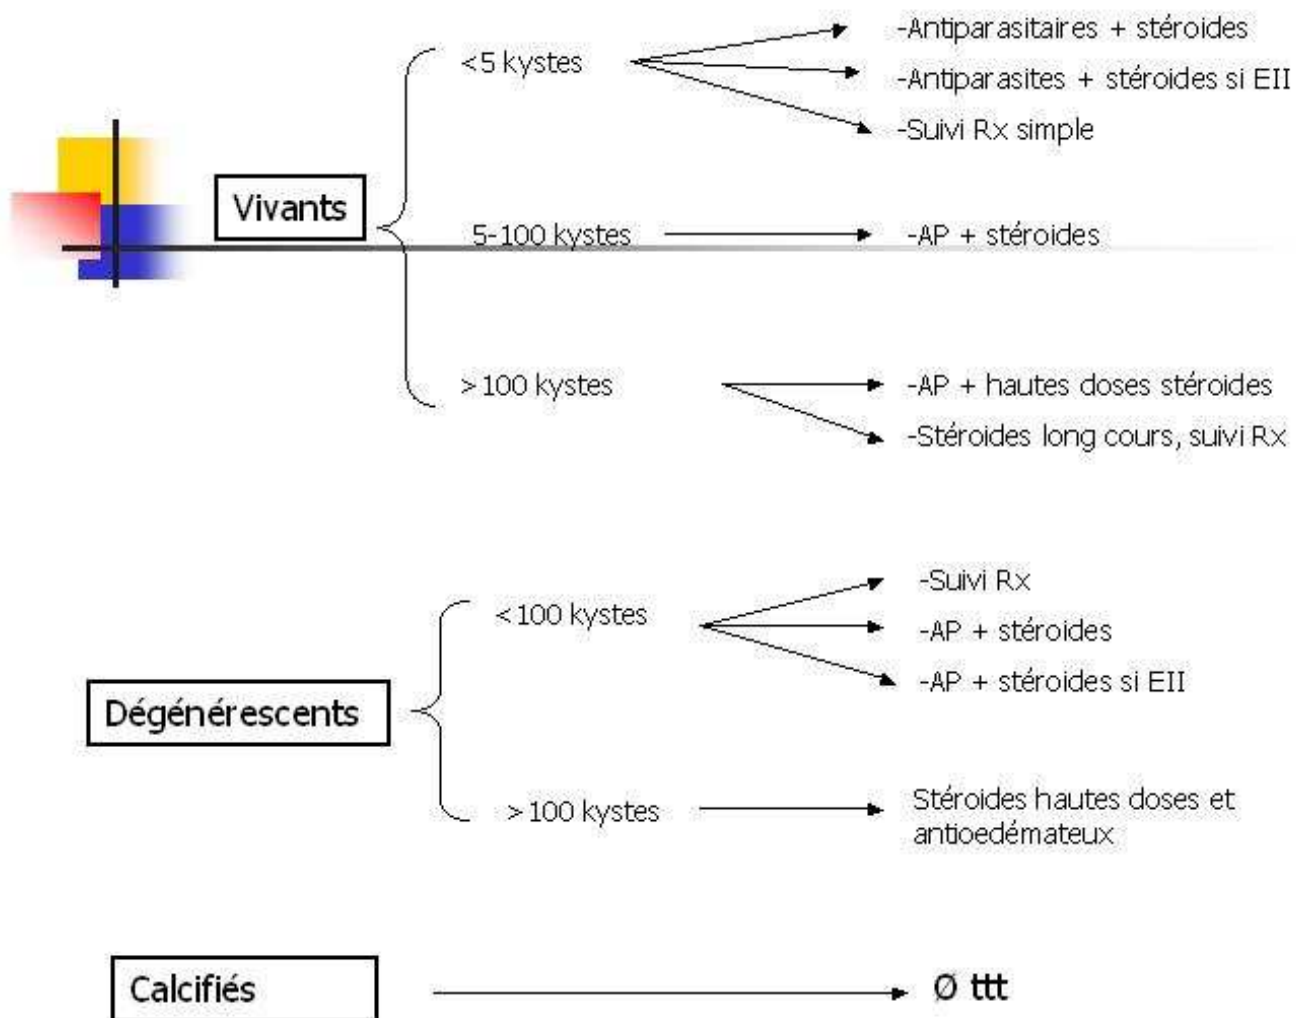 -Antiparasitaires + stéroides
<5 kystes
-Antiparasites + stéroides si EII
-Suivi Rx simple
Vivants
5-100 kystes
-AP + stéroides
>100 kystes
-AP + hautes doses stéroides
-Stéroides long cours, suivi Rx
-Suivi Rx
<100 kystes
-AP + stéroides
-AP + stéroides si EII
Dégénérescents
>100 kystes
Stéroides hautes doses et
antioedémateux
Calcifiés
Ø ttt